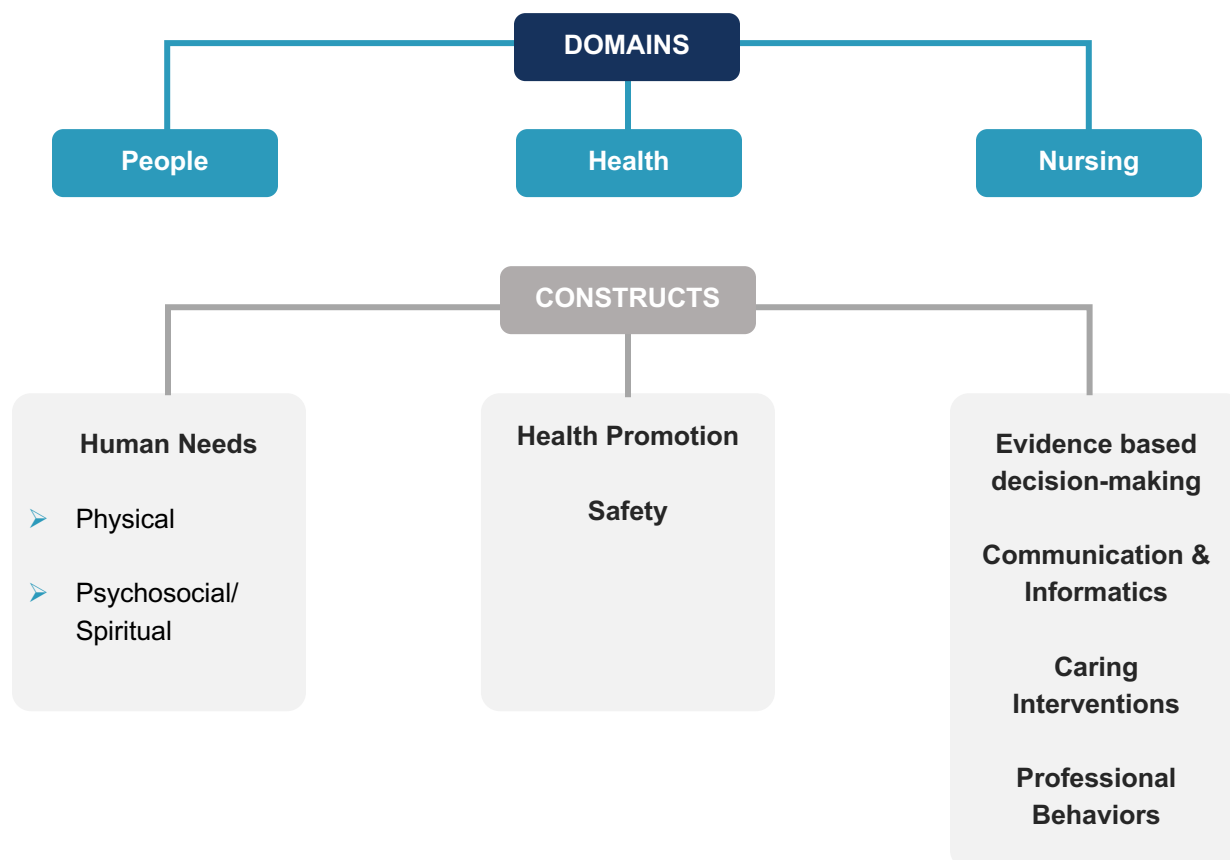 DOMAINS
People
Health
Nursing
CONSTRUCTS
Human Needs
Physical
Psychosocial/
Spiritual
Health Promotion
Safety
Evidence based
decision-making
Communication &
Informatics
Caring
Interventions
Professional
Behaviors